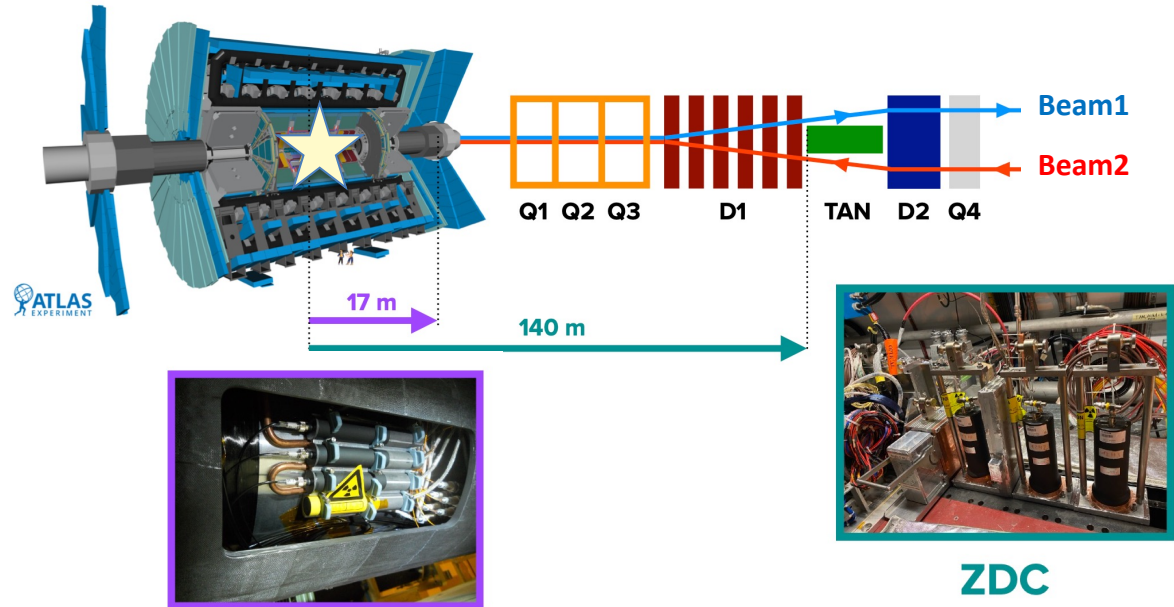 Beam1
Beam2
Q1 Q2 Q3 D1 TAN D2 Q4
ATLAS
EXPERIMENT
17 m
140 m
ZDC